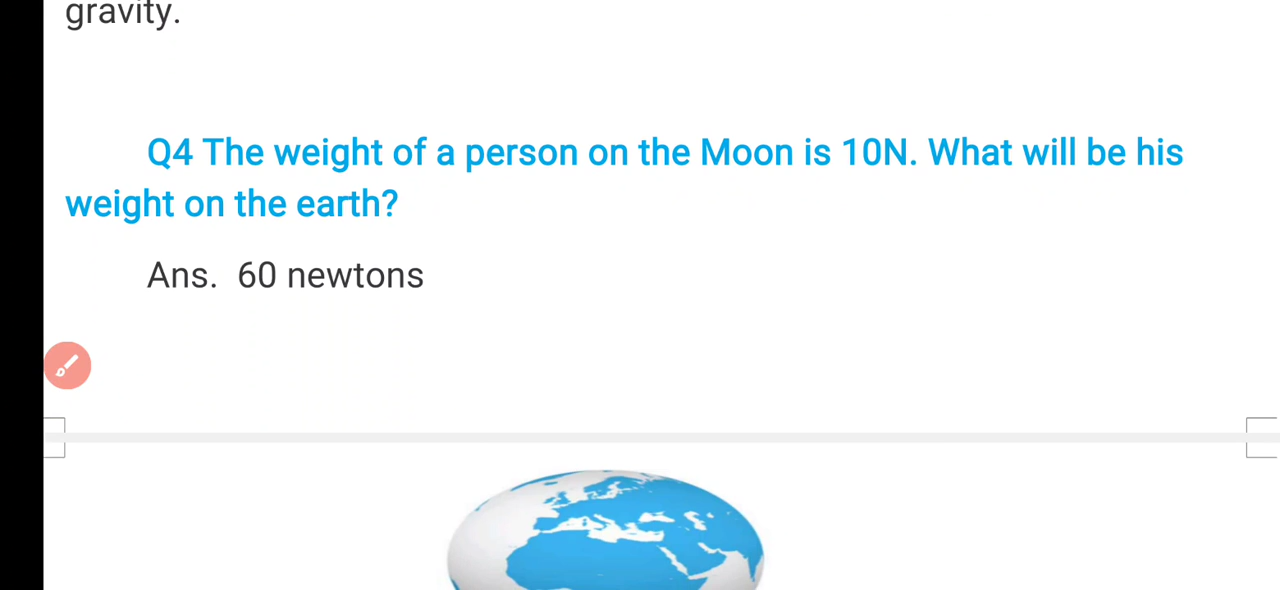 gravity.
Q4 The weight of a person on the Moon is 10N. What will be his
weight on the earth?
Ans.  60 newtons